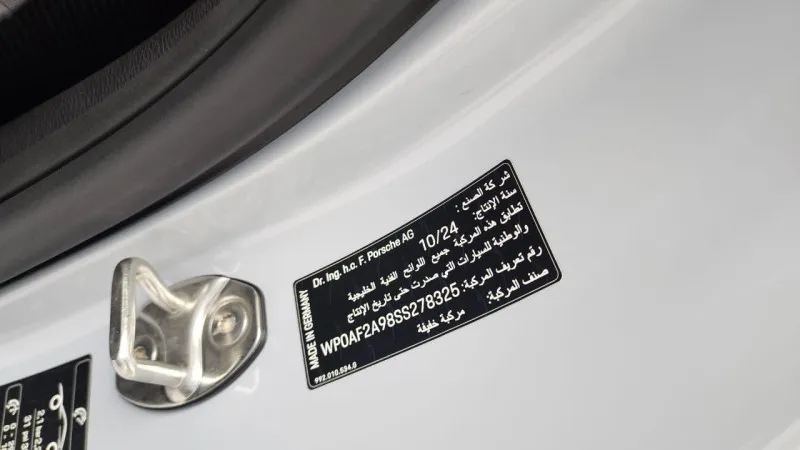 شركة الصنع: Dr. Ing. h.c. F. Porsche AG
سنة الإنتاج: 10/24
تطابق هذه المركبة جميع اللوائح الفنية الخليجية
والوطنية للسيارات التي صدرت حتى تاريخ الإنتاج
رقم تعريف المركبة: WP0AF2A98SS278325
صنف المركبة: مركبة خفيفة
MADE IN GERMANY
992.010.594.0